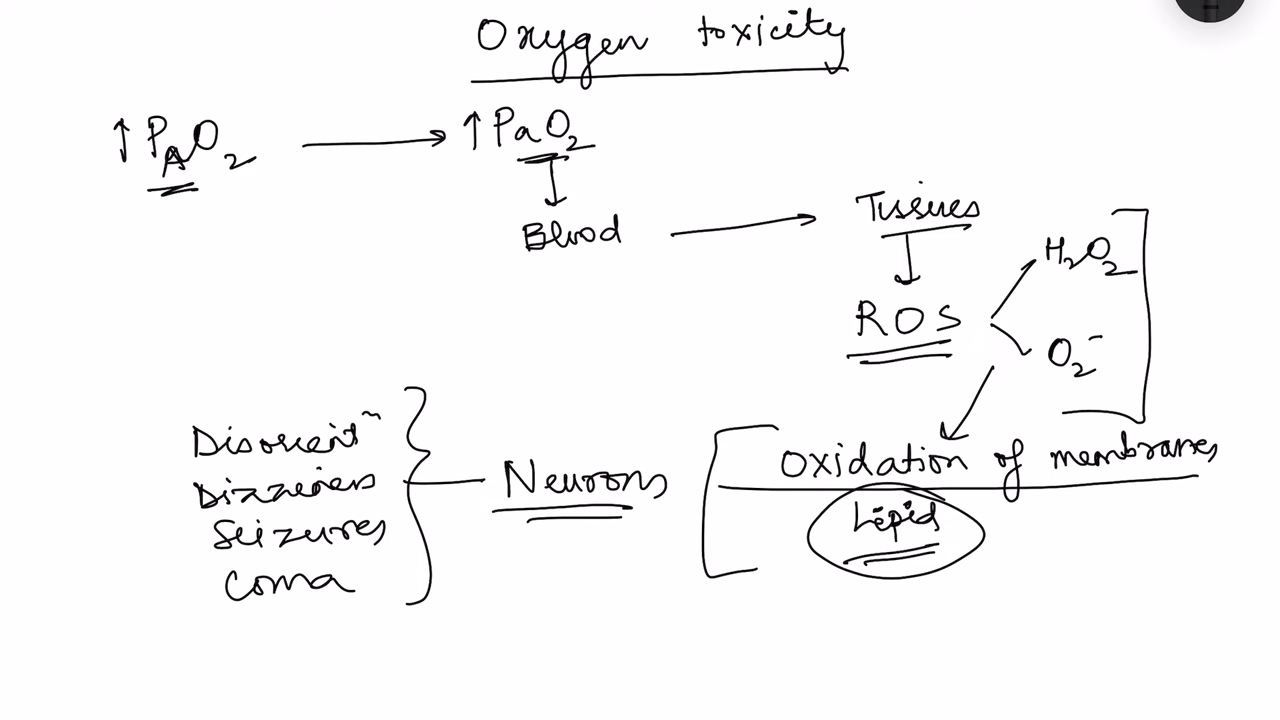 Oxygen toxicity
↑ PAO2 → ↑ PaO2
Blood → Tissues
ROS
H2O2
O2-
Oxidation of membranes
Lipid
Neurons
Disorient~
Dizziness
Seizures
Coma